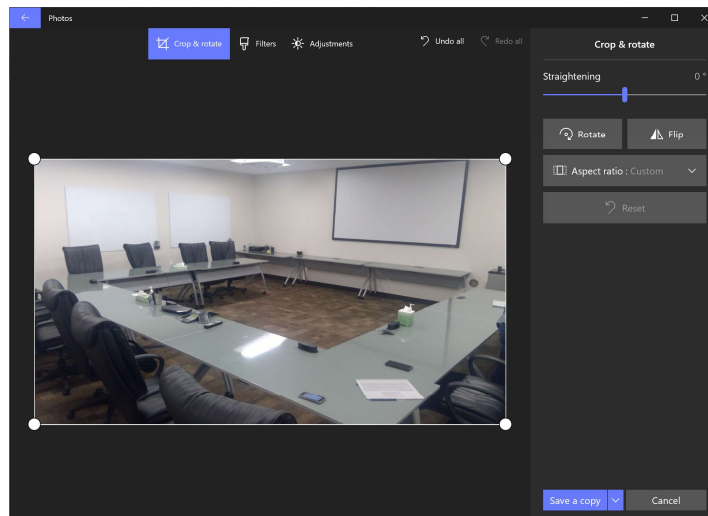 Photos
Crop & rotate
Filters
Adjustments
Undo all
Redo all
Crop & rotate
Straightening
0 °
Rotate
Flip
Aspect ratio : Custom
Reset
Save a copy
Cancel